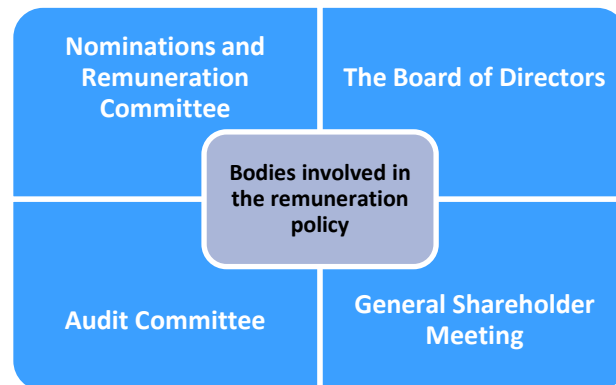 Nominations and
Remuneration
Committee
The Board of Directors
Bodies involved in
the remuneration
policy
Audit Committee
General Shareholder
Meeting